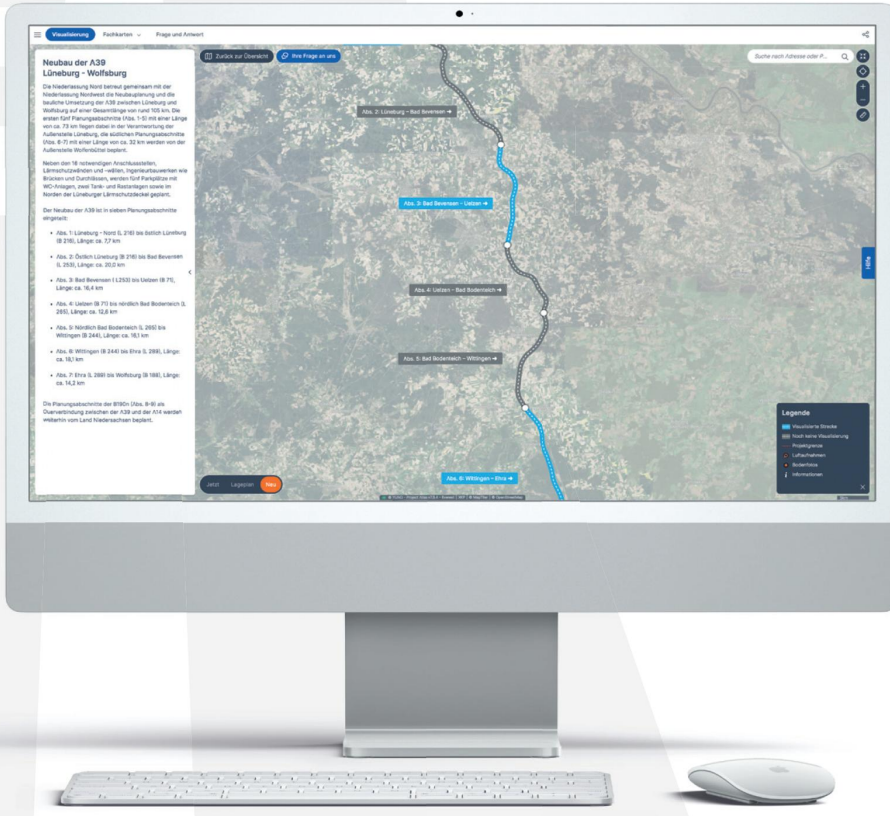 Visualisierung
Fachkarten
Frage und Antwort
Neubau der A39
Lüneburg - Wolfsburg
Die Niederlassung Nord betreut gemeinsam mit der
Niederlassung Nordwest die Neubauplanung und die
bauliche Umsetzung der A39 zwischen Lüneburg und
Wolfsburg auf einer Gesamtlänge von rund 105 km. Die
ersten fünf Planungsabschnitte (Abs. 1-5) mit einer Länge
von ca. 73 km liegen dabei in der Verantwortung der
Außenstelle Lüneburg, die südlichen Planungsabschnitte
(Abs. 6-7) mit einer Länge von ca. 32 km werden von der
Außenstelle Wolfenbüttel beplant.
Neben den 18 notwendigen Anschlussstellen,
Lärmschutzwänden und -wällen, Ingenieurbauwerken wie
Brücken und Durchlässen, werden fünf Parkplätze mit
WC-Anlagen, zwei Tank- und Rastanlagen sowie im
Norden der Lüneburger Lärmschutzdeckel geplant.
Der Neubau der A39 ist in sieben Planungsabschnitte
eingeteilt:
• Abs. 1: Lüneburg - Nord (L 216) bis östlich Lüneburg
(B 216), Länge: ca. 7,7 km
• Abs. 2: Östlich Lüneburg (B 216) bis Bad Bevensen
(L 253), Länge: ca. 20,0 km
• Abs. 3: Bad Bevensen ( L253) bis Uelzen (B 71),
Länge: ca. 16,4 km
• Abs. 4: Uelzen (B 71) bis nördlich Bad Bodenteich (L
265), Länge: ca. 12,6 km
• Abs. 5: Nördlich Bad Bodenteich (L 265) bis
Wittingen (B 244), Länge: ca. 16,1 km
• Abs. 6: Wittingen (B 244) bis Ehra (L 289), Länge:
ca. 18,1 km
• Abs. 7: Ehra (L 289) bis Wolfsburg (B 188), Länge:
ca. 14,2 km
Die Planungsabschnitte der B190n (Abs. 8-9) als
Querverbindung zwischen der A39 und der A14 werden
weiterhin vom Land Niedersachsen beplant.
Zurück zur Übersicht
Ihre Frage an uns
Suche nach Adresse oder P...
Abs. 2: Lüneburg - Bad Bevensen →
Abs. 3: Bad Bevensen - Uelzen →
Abs. 4: Uelzen - Bad Bodenteich →
Abs. 5: Bad Bodenteich - Wittingen →
Abs. 6: Wittingen - Ehra →
Hilfe
Legende
Visualisierte Strecke
Noch keine Visualisierung
Projektgrenze
Luftaufnahmen
Bodenfotos
Informationen
Jetzt
Lageplan
Neu